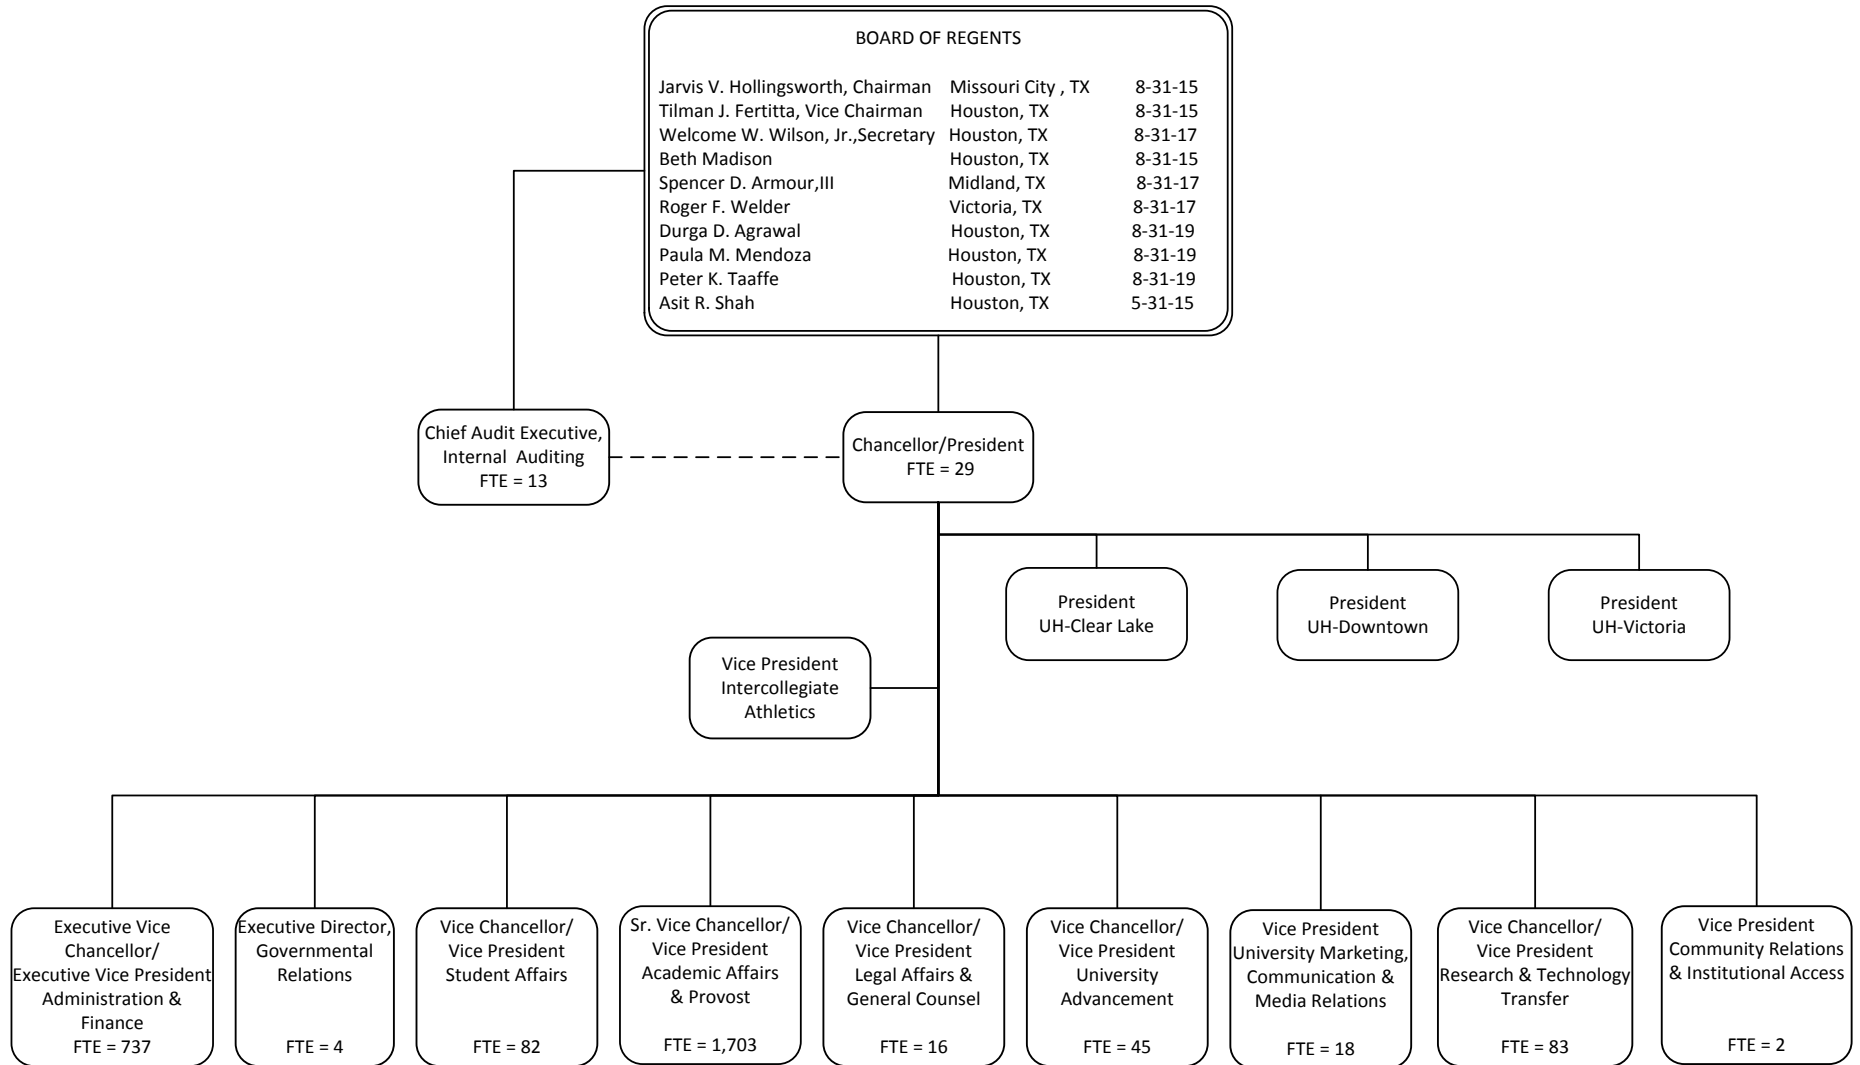 BOARD OF REGENTS
Jarvis V. Hollingsworth, Chairman Missouri City , TX 8-31-15
Tilman J. Fertitta, Vice Chairman Houston, TX 8-31-15
Welcome W. Wilson, Jr.,Secretary Houston, TX 8-31-17
Beth Madison Houston, TX 8-31-15
Spencer D. Armour,III Midland, TX 8-31-17
Roger F. Welder Victoria, TX 8-31-17
Durga D. Agrawal Houston, TX 8-31-19
Paula M. Mendoza Houston, TX 8-31-19
Peter K. Taaffe Houston, TX 8-31-19
Asit R. Shah Houston, TX 5-31-15
Chief Audit Executive,
Internal Auditing
FTE = 13
Chancellor/President
FTE = 29
President
UH-Clear Lake
President
UH-Downtown
President
UH-Victoria
Vice President
Intercollegiate
Athletics
Executive Vice
Chancellor/
Executive Vice President
Administration &
Finance
FTE = 737
Executive Director,
Governmental
Relations
FTE = 4
Vice Chancellor/
Vice President
Student Affairs
FTE = 82
Sr. Vice Chancellor/
Vice President
Academic Affairs
& Provost
FTE = 1,703
Vice Chancellor/
Vice President
Legal Affairs &
General Counsel
FTE = 16
Vice Chancellor/
Vice President
University
Advancement
FTE = 45
Vice President
University Marketing,
Communication &
Media Relations
FTE = 18
Vice Chancellor/
Vice President
Research & Technology
Transfer
FTE = 83
Vice President
Community Relations
& Institutional Access
FTE = 2